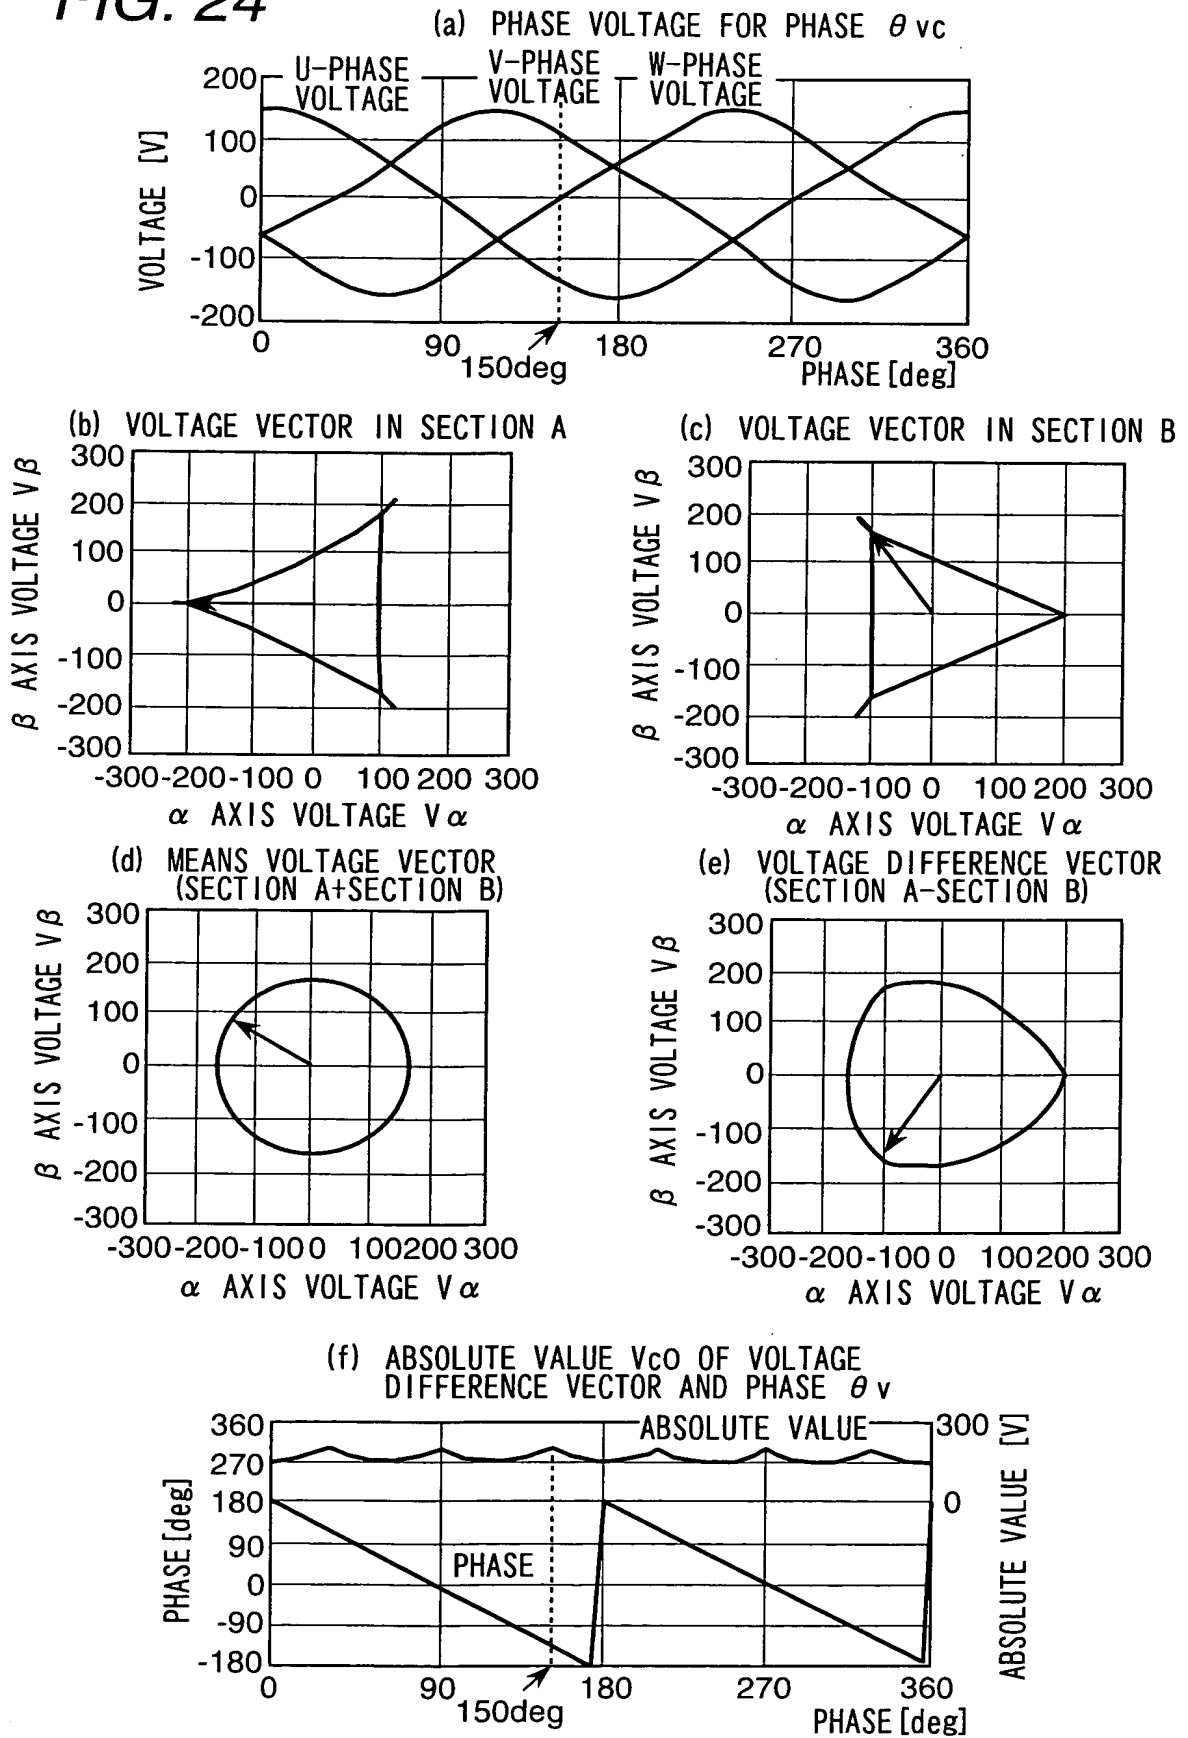 FIG. 24
(a) PHASE VOLTAGE FOR PHASE θvc
U-PHASE VOLTAGE
V-PHASE VOLTAGE
W-PHASE VOLTAGE
VOLTAGE [V]
200
100
0
-100
-200
0 90 180 270 360
150deg
PHASE[deg]
(b) VOLTAGE VECTOR IN SECTION A
β AXIS VOLTAGE Vβ
300
200
100
0
-100
-200
-300
-300 -200 -100 0 100 200 300
α AXIS VOLTAGE Vα
(c) VOLTAGE VECTOR IN SECTION B
β AXIS VOLTAGE Vβ
300
200
100
0
-100
-200
-300
-300 -200 -100 0 100 200 300
α AXIS VOLTAGE Vα
(d) MEANS VOLTAGE VECTOR
(SECTION A+SECTION B)
β AXIS VOLTAGE Vβ
300
200
100
0
-100
-200
-300
-300 -200 -100 0 100 200 300
α AXIS VOLTAGE Vα
(e) VOLTAGE DIFFERENCE VECTOR
(SECTION A-SECTION B)
β AXIS VOLTAGE Vβ
300
200
100
0
-100
-200
-300
-300 -200 -100 0 100 200 300
α AXIS VOLTAGE Vα
(f) ABSOLUTE VALUE VcO OF VOLTAGE
DIFFERENCE VECTOR AND PHASE θv
PHASE[deg]
360
270
180
90
0
-90
-180
ABSOLUTE VALUE
PHASE
300
0
ABSOLUTE VALUE [V]
0 90 180 270 360
150deg
PHASE[deg]